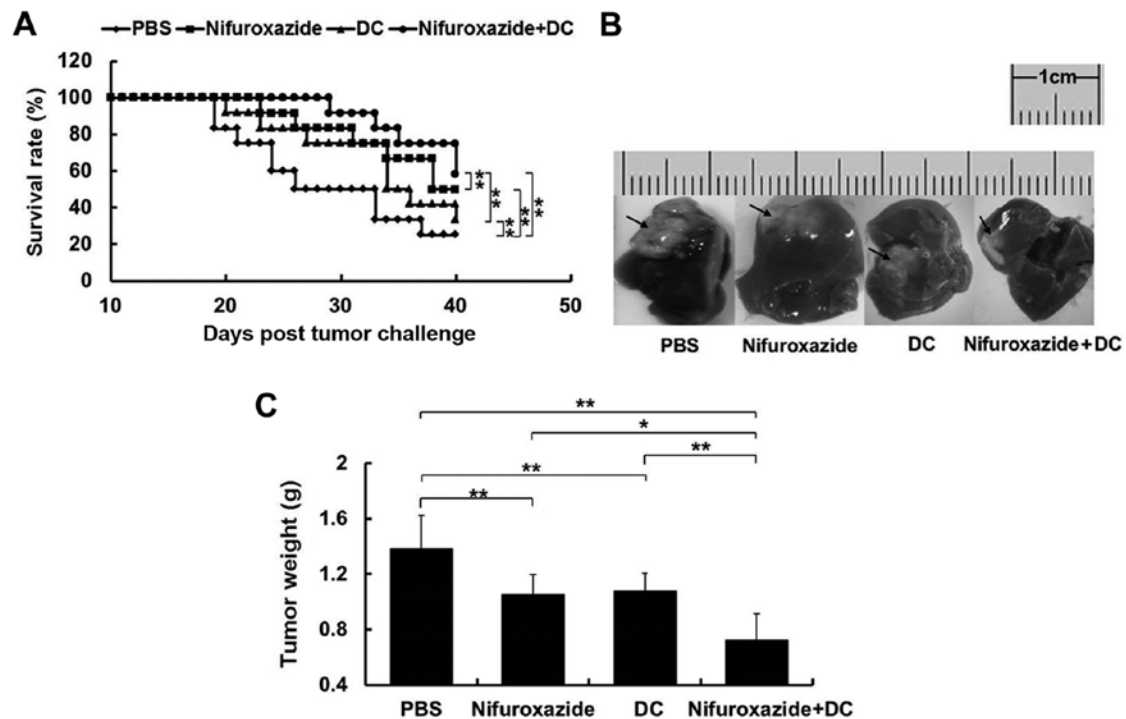 A
PBS Nifuroxazide DC Nifuroxazide+DC
Survival rate (%)
120
100
80
60
40
20
0
10 20 30 40 50
Days post tumor challenge
**
**
**
**
**
B
1cm
PBS Nifuroxazide DC Nifuroxazide+DC
C
Tumor weight (g)
2
1.6
1.2
0.8
0.4
**
*
**
**
**
PBS Nifuroxazide DC Nifuroxazide+DC